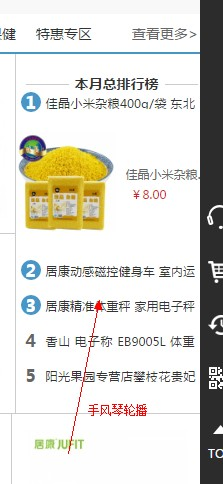 健 特惠专区 查看更多>
本月总排行榜
1 佳晶小米杂粮400g/袋 东北
佳晶小米杂粮.
￥8.00
2 居康动感磁控健身车 室内运
3 居康精准体重秤 家用电子秤
4 香山 电子称 EB9005L 体重
5 阳光果园专营店攀枝花贵妃
手风琴轮播
居康 JUFIT
TO